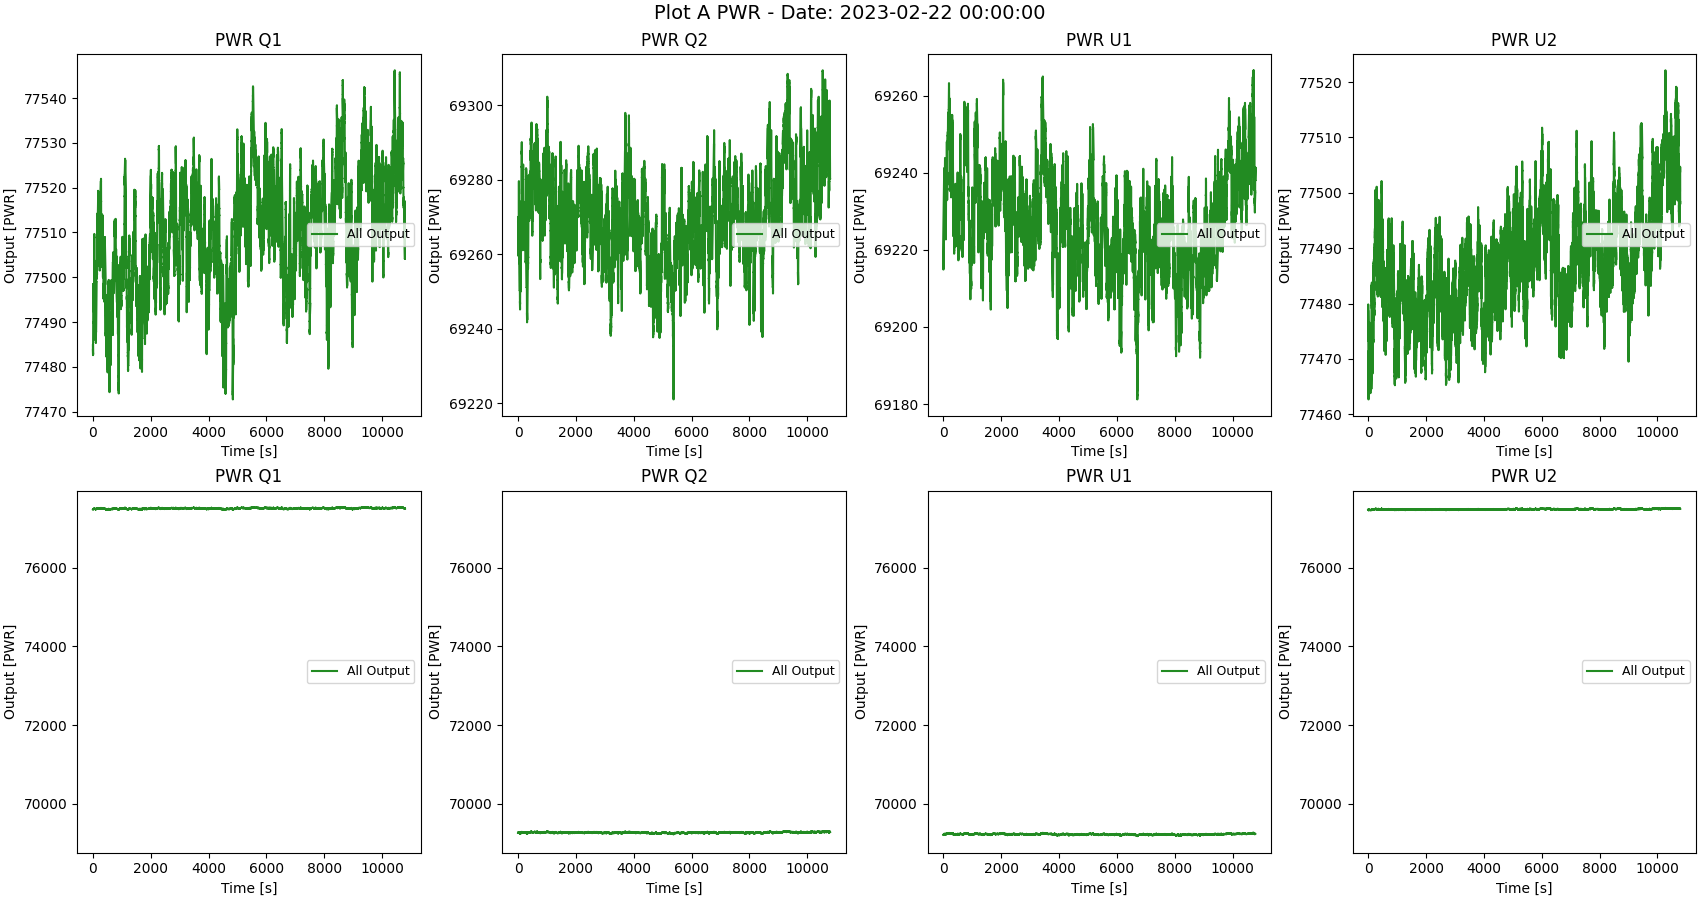 Plot A PWR - Date: 2023-02-22 00:00:00
PWR Q1
PWR Q2
PWR U1
PWR U2
Output [PWR]
77540
77530
77520
77510
77500
77490
77480
77470
All Output
0 2000 4000 6000 8000 10000
Time [s]
Output [PWR]
69300
69280
69260
69240
69220
All Output
0 2000 4000 6000 8000 10000
Time [s]
Output [PWR]
69260
69240
69220
69200
69180
All Output
0 2000 4000 6000 8000 10000
Time [s]
Output [PWR]
77520
77510
77500
77490
77480
77470
77460
All Output
0 2000 4000 6000 8000 10000
Time [s]
PWR Q1
PWR Q2
PWR U1
PWR U2
Output [PWR]
76000
74000
72000
70000
All Output
0 2000 4000 6000 8000 10000
Time [s]
Output [PWR]
76000
74000
72000
70000
All Output
0 2000 4000 6000 8000 10000
Time [s]
Output [PWR]
76000
74000
72000
70000
All Output
0 2000 4000 6000 8000 10000
Time [s]
Output [PWR]
76000
74000
72000
70000
All Output
0 2000 4000 6000 8000 10000
Time [s]